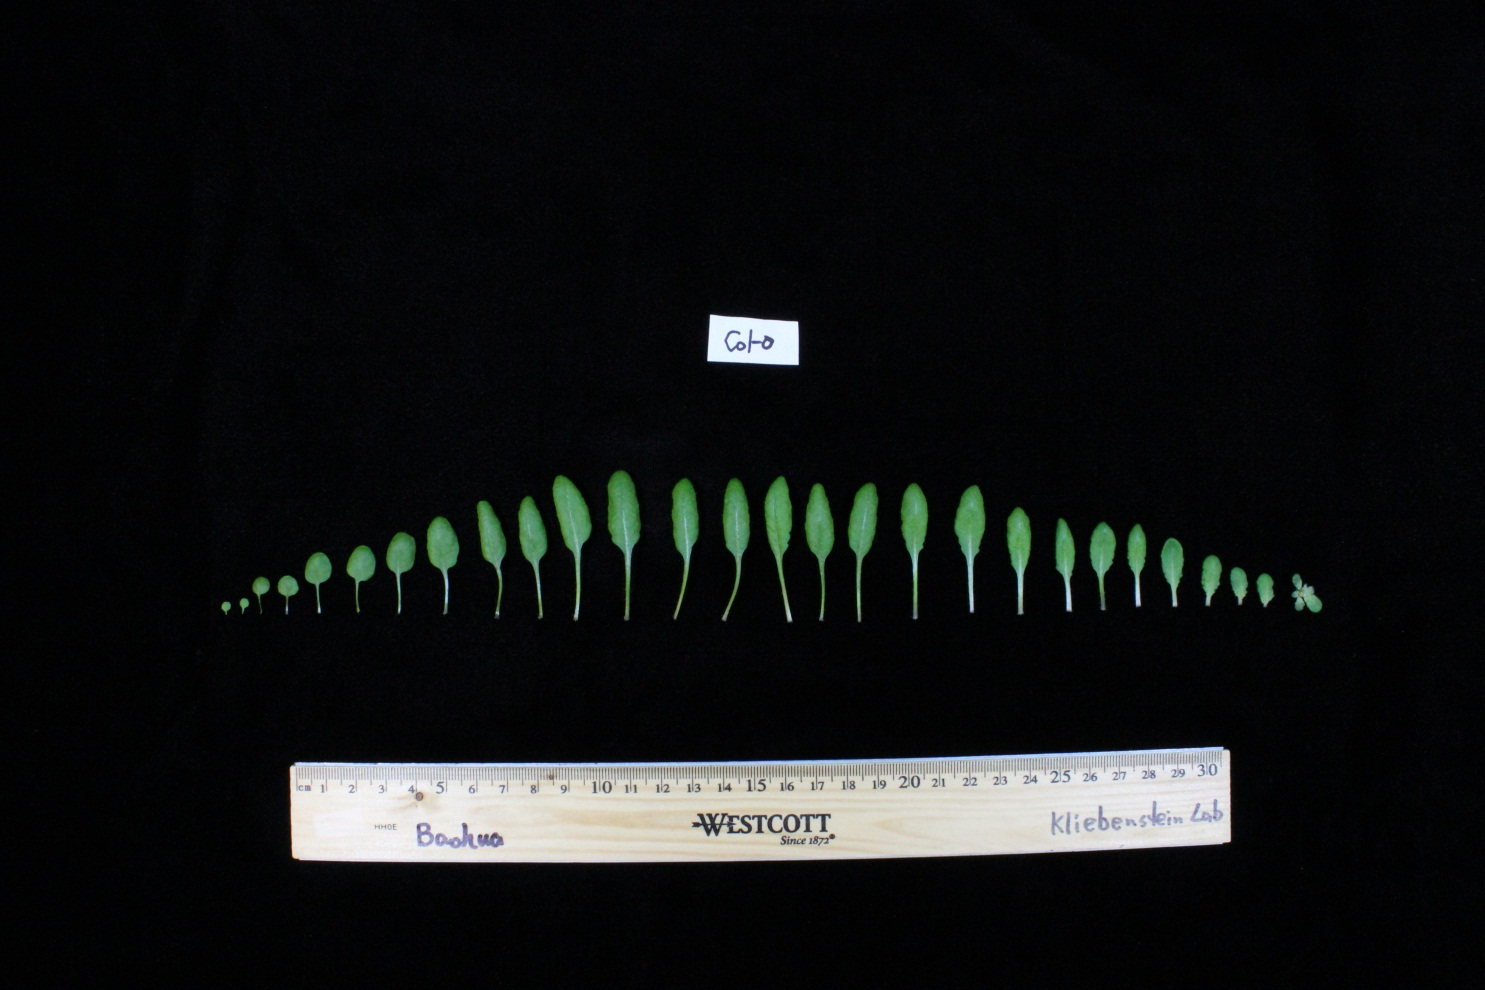 Col-0
cm 1 2 3 4 5 6 7 8 9 10 11 12 13 14 15 16 17 18 19 20 21 22 23 24 25 26 27 28 29 30
HHOE
Baohua
WESTCOTT
Since 1872®
Kliebenstein Lab